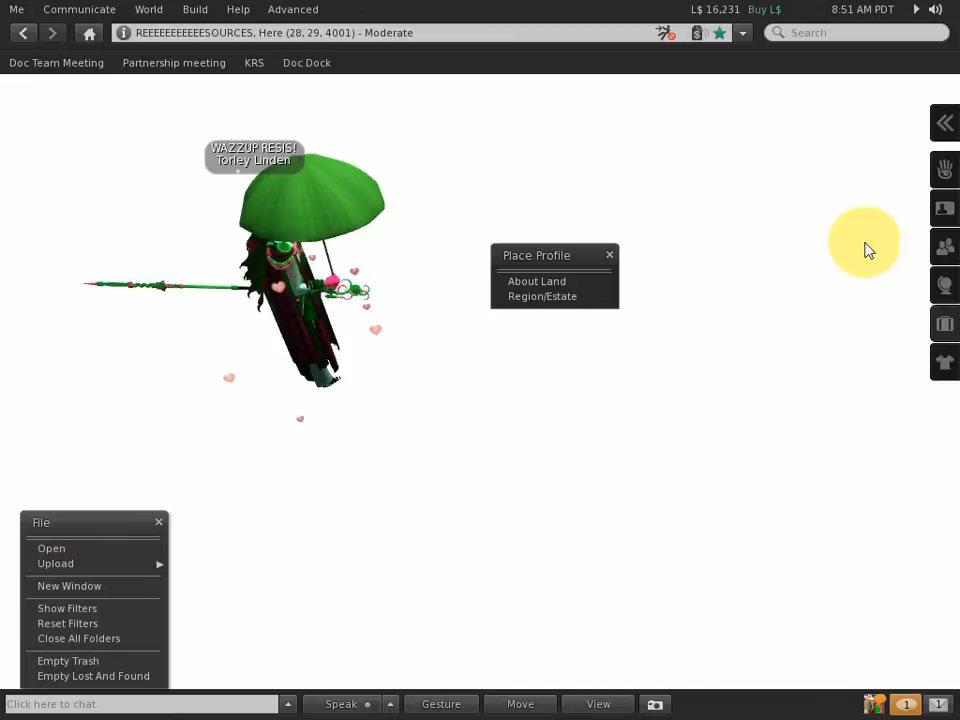 Me Communicate World Build Help Advanced L$ 16,231 Buy L$ 8:51 AM PDT
REEEEEEEEEEESOURCES, Here (28, 29, 4001) - Moderate Search
Doc Team Meeting Partnership meeting KRS Doc Dock
WAZZUP RESIS!
Torley Linden
Place Profile
About Land
Region/Estate
File
Open
Upload
New Window
Show Filters
Reset Filters
Close All Folders
Empty Trash
Empty Lost And Found
Click here to chat Speak Gesture Move View 1 1